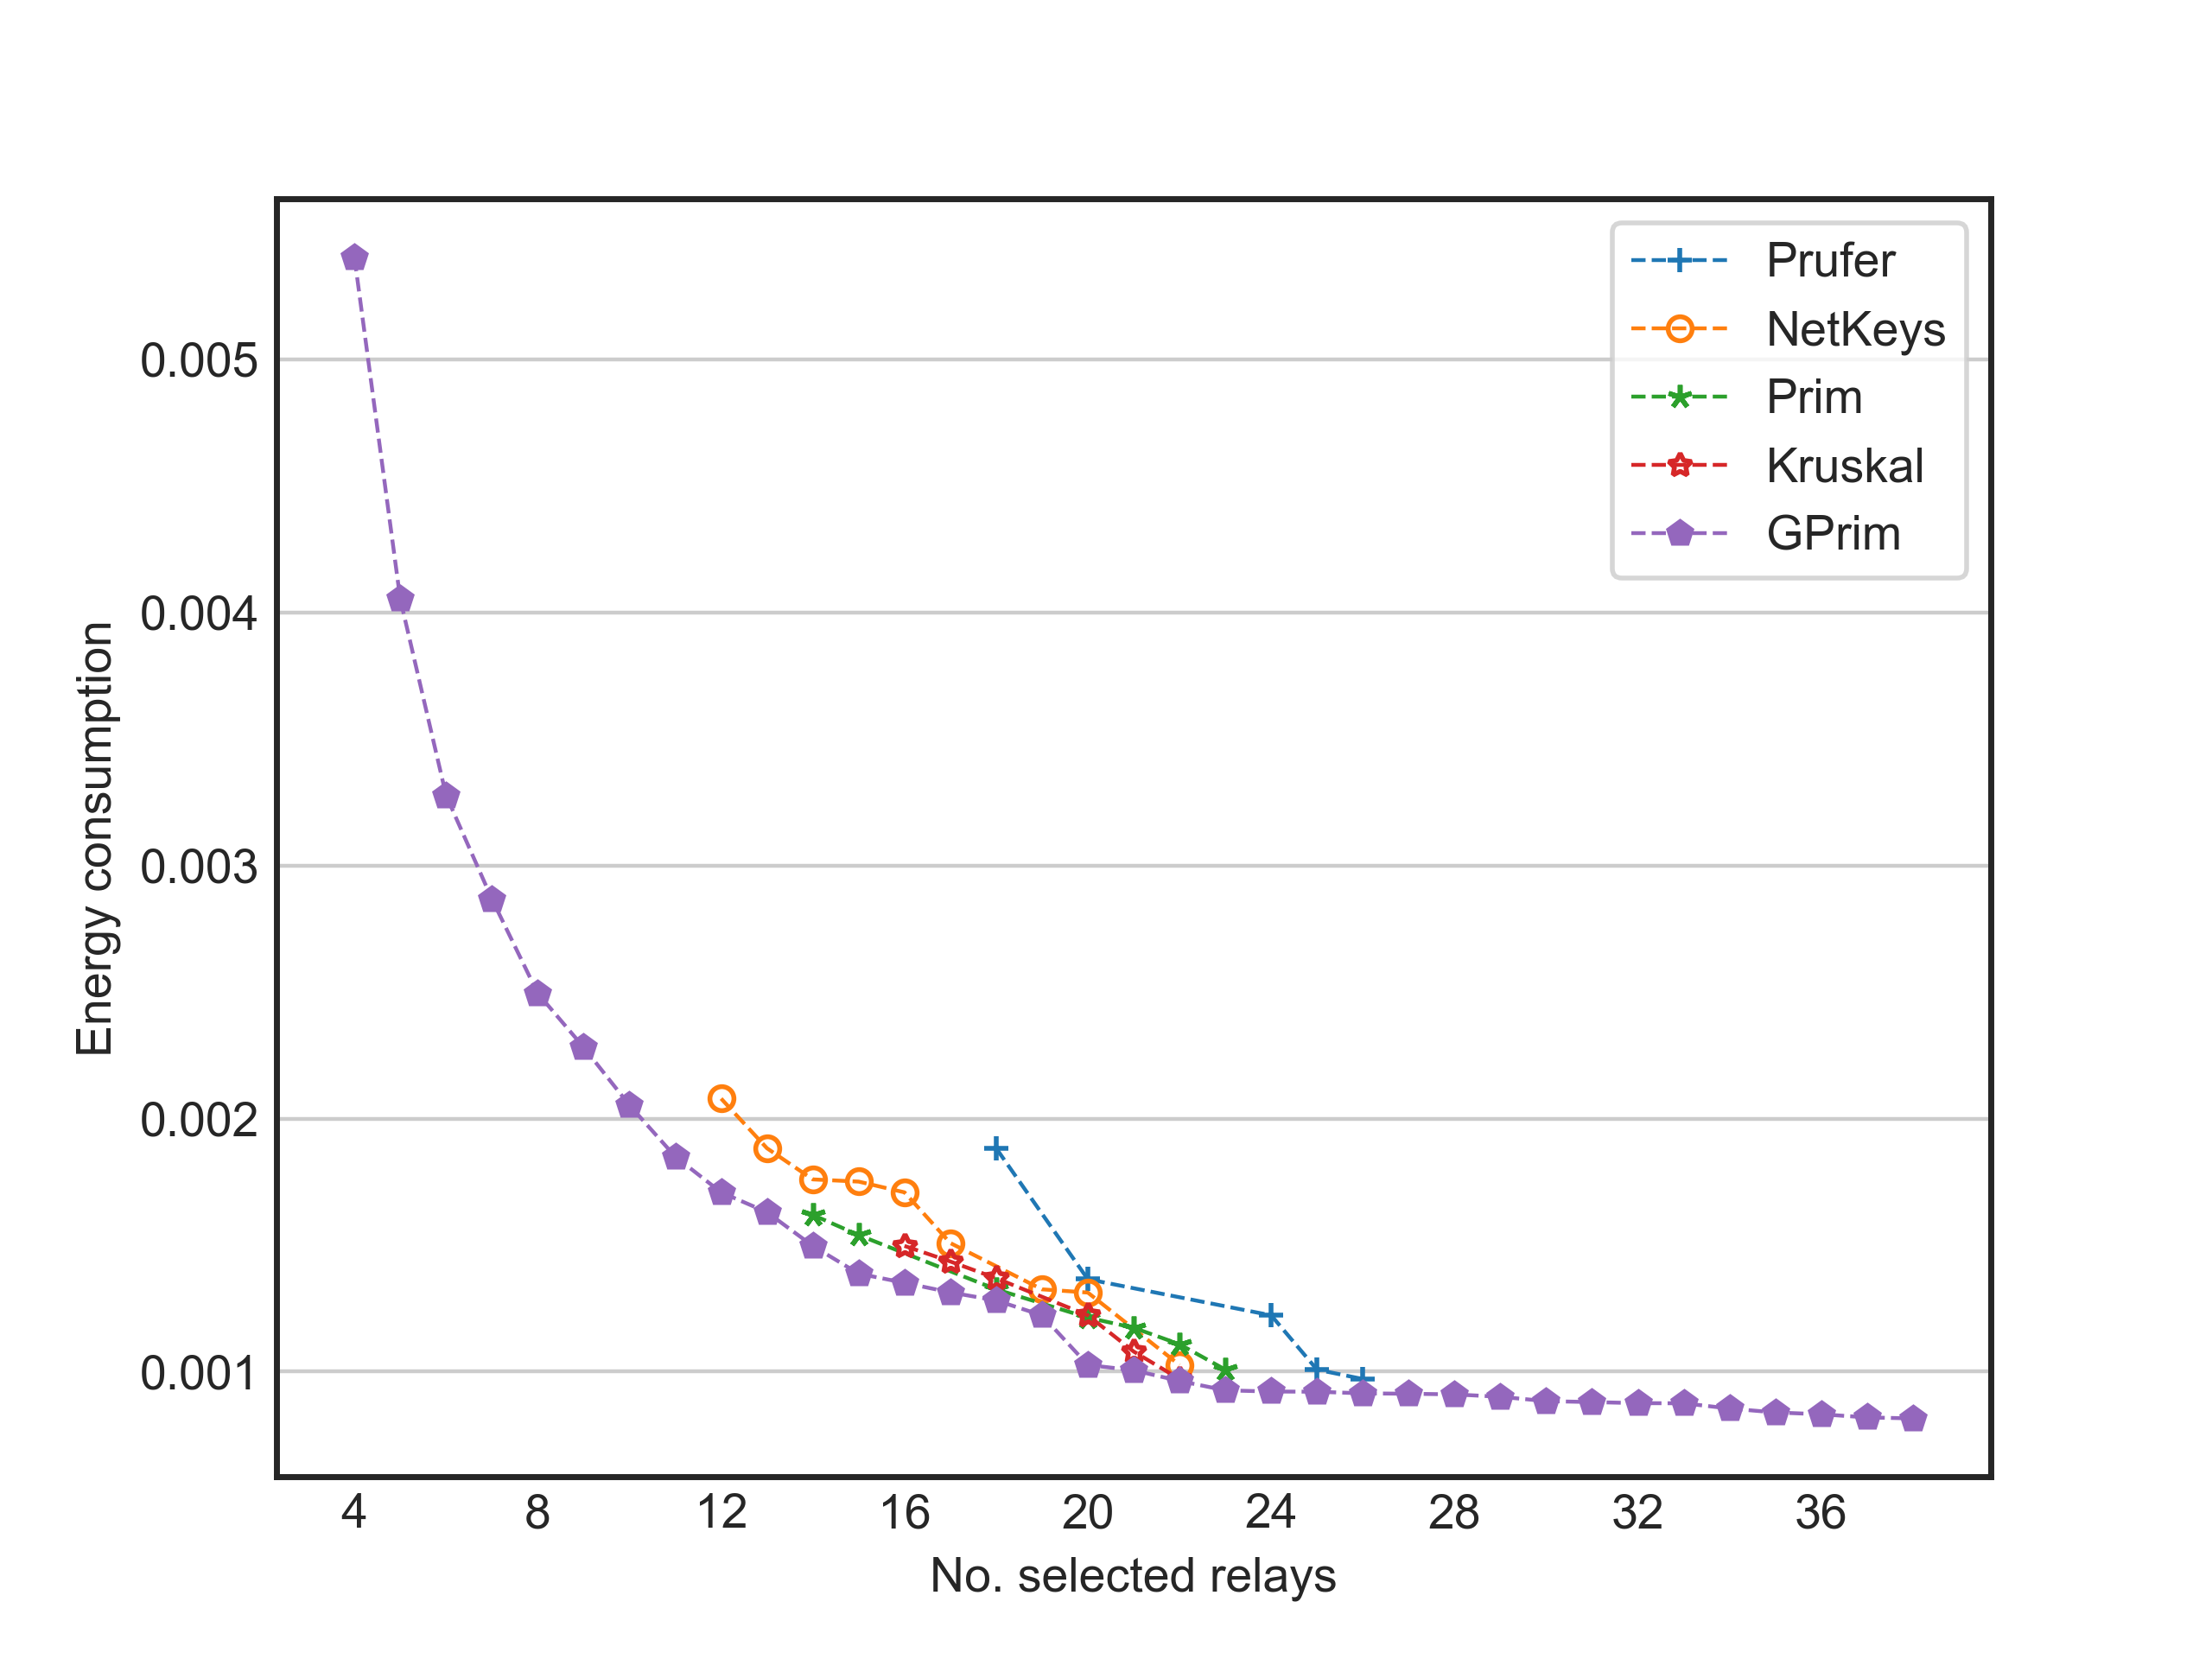 Prufer
NetKeys
Prim
Kruskal
GPrim
0.005
0.004
0.003
0.002
0.001
Energy consumption
4 8 12 16 20 24 28 32 36
No. selected relays